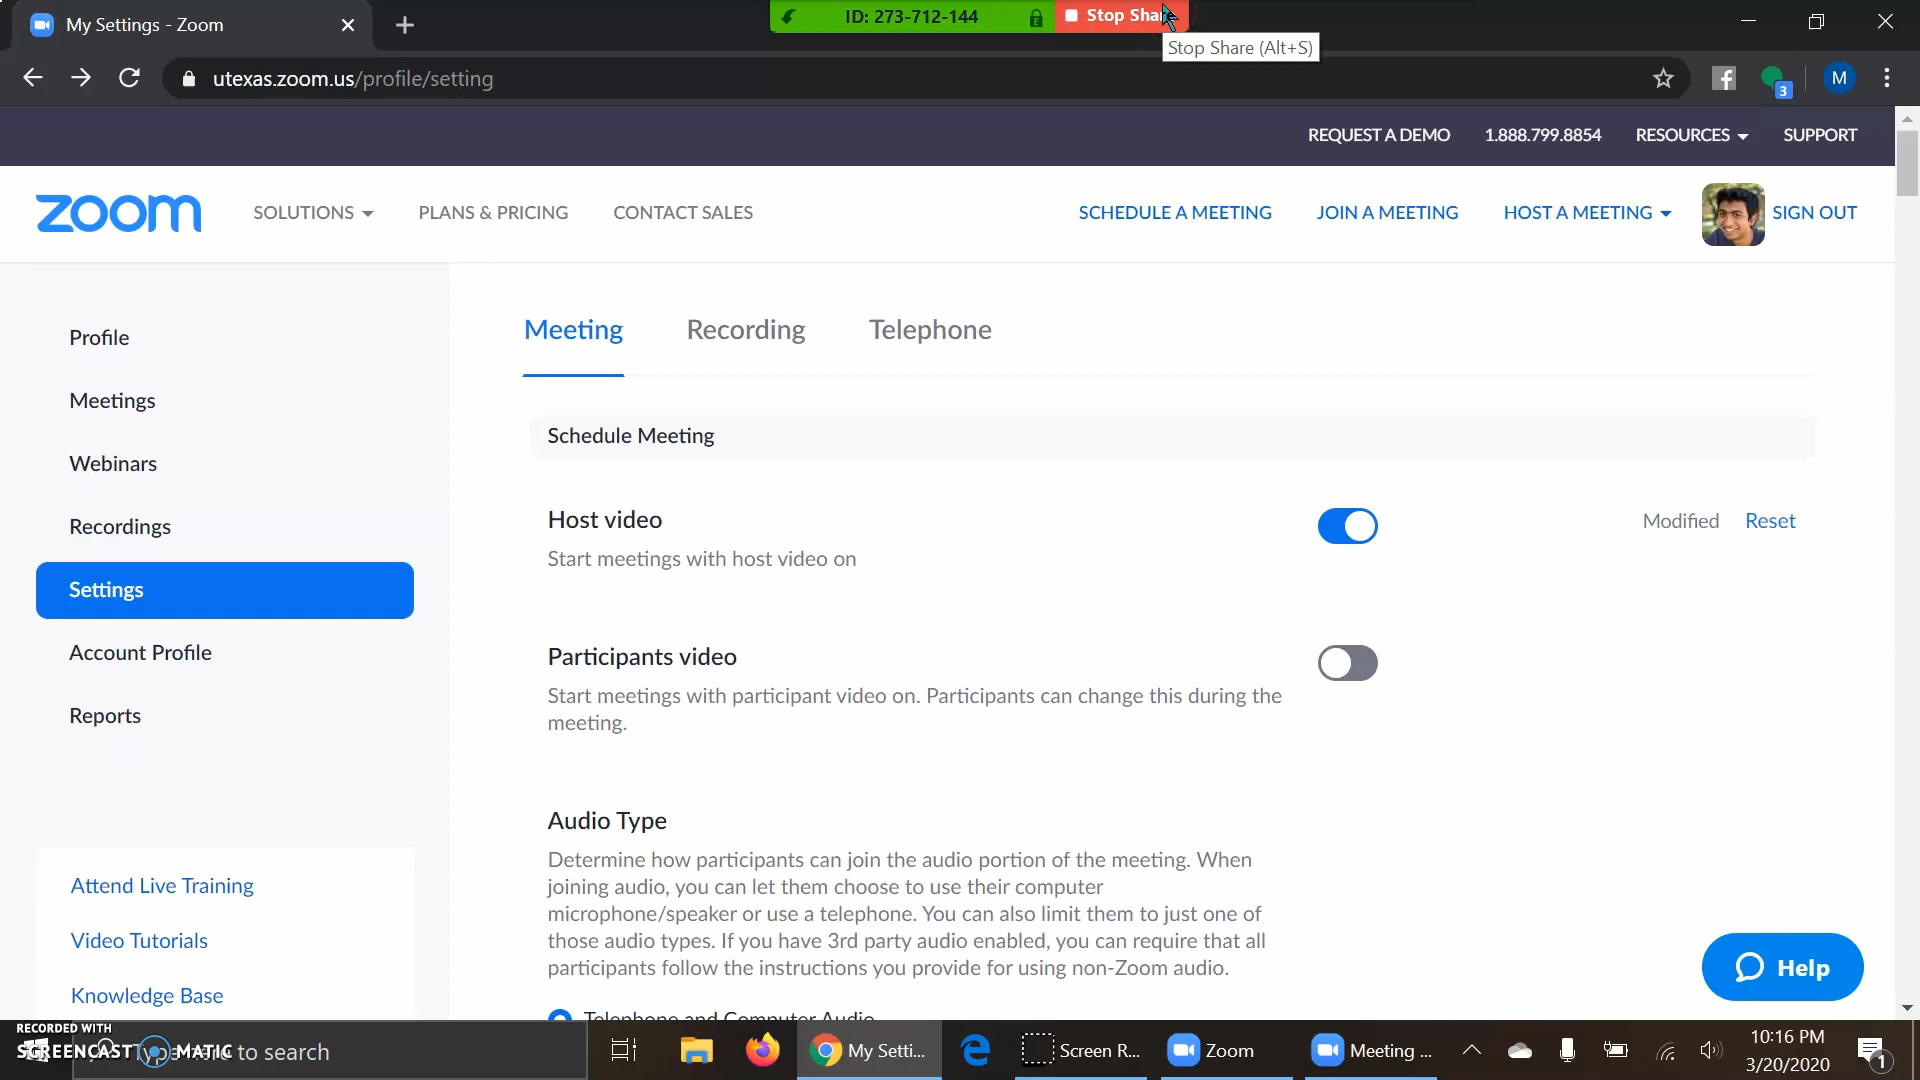 My Settings - Zoom
ID: 273-712-144
Stop Share (Alt+S)
utexas.zoom.us/profile/setting
3
M
REQUEST A DEMO
1.888.799.8854
RESOURCES
SUPPORT
zoom
SOLUTIONS
PLANS & PRICING
CONTACT SALES
SCHEDULE A MEETING
JOIN A MEETING
HOST A MEETING
SIGN OUT
Profile
Meetings
Webinars
Recordings
Settings
Account Profile
Reports
Attend Live Training
Video Tutorials
Knowledge Base
Meeting
Recording
Telephone
Schedule Meeting
Host video
Start meetings with host video on
Modified
Reset
Participants video
Start meetings with participant video on. Participants can change this during the
meeting.
Audio Type
Determine how participants can join the audio portion of the meeting. When
joining audio, you can let them choose to use their computer
microphone/speaker or use a telephone. You can also limit them to just one of
those audio types. If you have 3rd party audio enabled, you can require that all
participants follow the instructions you provide for using non-Zoom audio.
Telephone and Computer Audio
Help
RECORDED WITH
SCREENCAST MATIC
to search
My Setti...
Screen R...
Zoom
Meeting ...
10:16 PM
3/20/2020
1